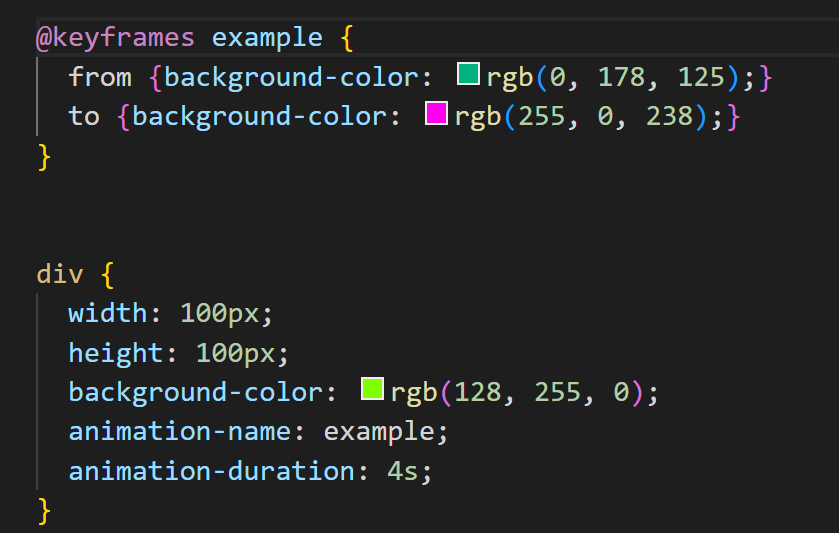 @keyframes example {
  from {background-color: rgb(0, 178, 125);}
  to {background-color: rgb(255, 0, 238);}
}
div {
  width: 100px;
  height: 100px;
  background-color: rgb(128, 255, 0);
  animation-name: example;
  animation-duration: 4s;
}